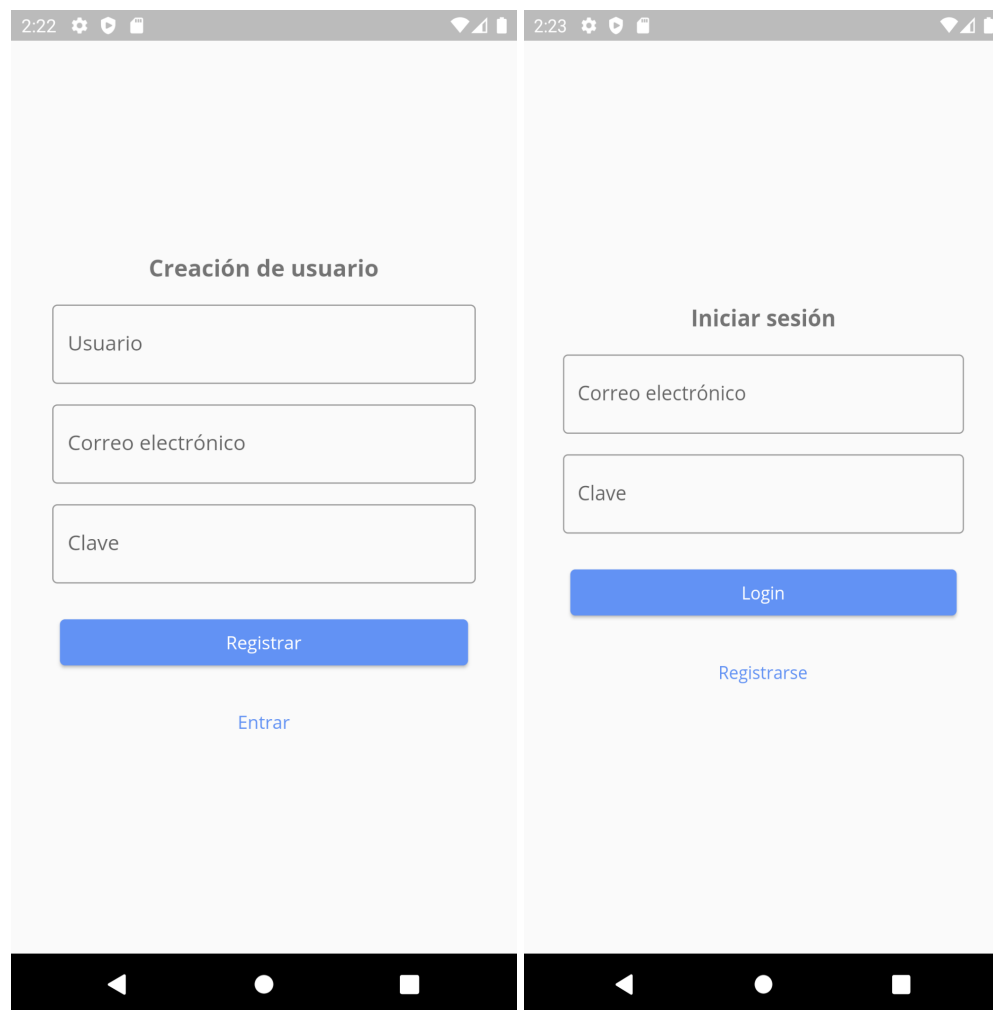 2:22
Creación de usuario
Usuario
Correo electrónico
Clave
Registrar
Entrar
2:23
Iniciar sesión
Correo electrónico
Clave
Login
Registrarse